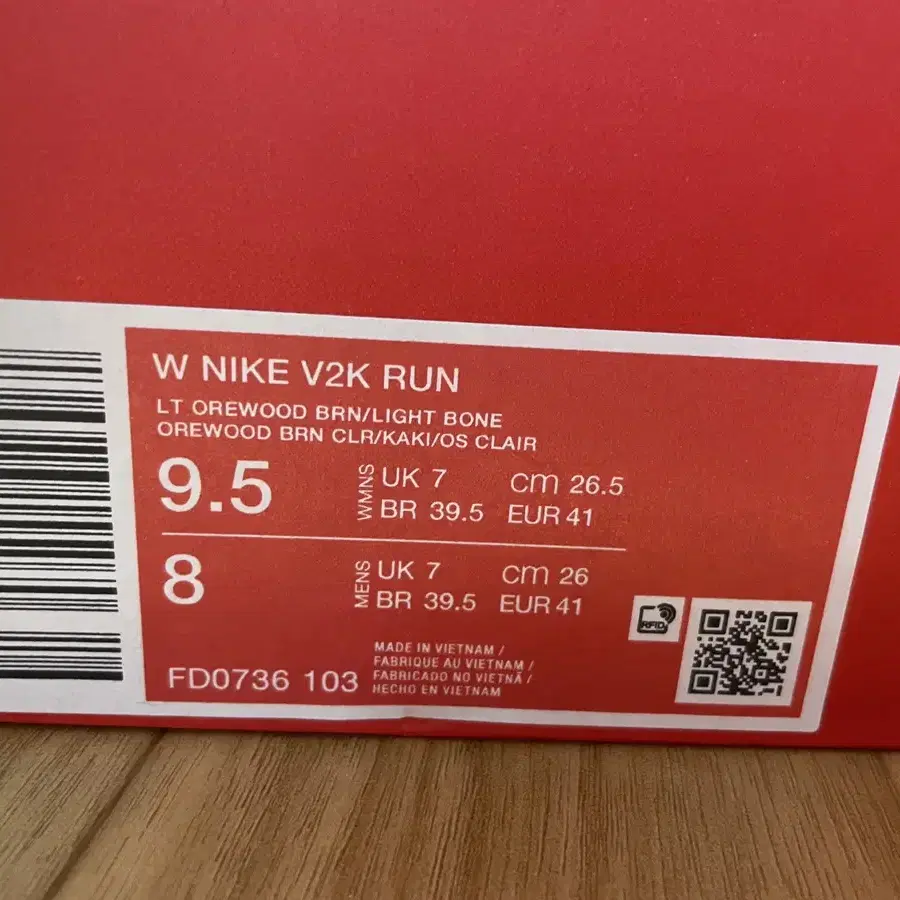 W NIKE V2K RUN
LT OREWOOD BRN/LIGHT BONE
OREWOOD BRN CLR/KAKI/OS CLAIR
9.5 WMNS UK 7 cm 26.5
BR 39.5 EUR 41
8 MENS UK 7 cm 26
BR 39.5 EUR 41
RFID
MADE IN VIETNAM /
FABRIQUE AU VIETNAM /
FABRICADO NO VIETNÃ /
HECHO EN VIETNAM
FD0736 103